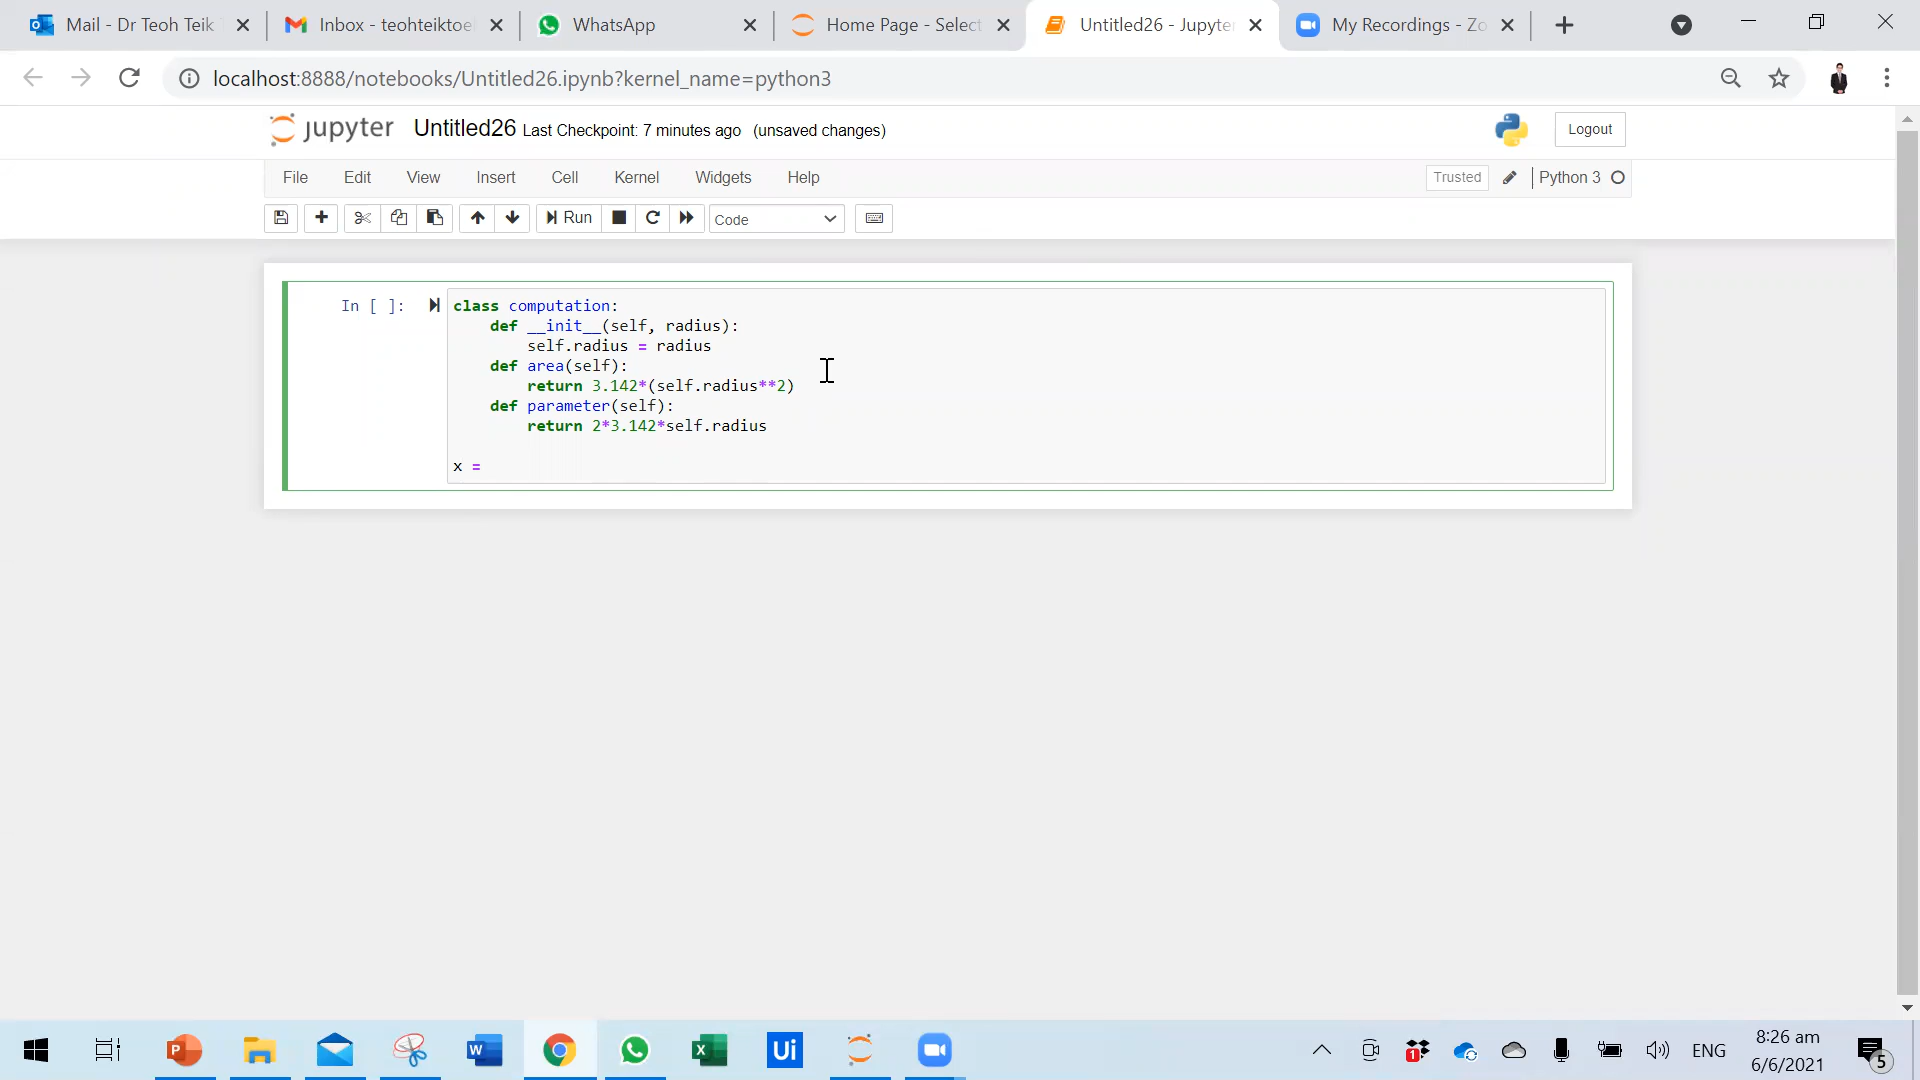 Mail - Dr Teoh Teik
Inbox - teohteiktoe
WhatsApp
Home Page - Select
Untitled26 - Jupyter
My Recordings - Zo
localhost:8888/notebooks/Untitled26.ipynb?kernel_name=python3
jupyter Untitled26 Last Checkpoint: 7 minutes ago (unsaved changes)
Logout
File Edit View Insert Cell Kernel Widgets Help
Trusted Python 3
Run Code
In [ ]:
class computation:
    def __init__(self, radius):
        self.radius = radius
    def area(self):
        return 3.142*(self.radius**2)
    def parameter(self):
        return 2*3.142*self.radius
x =
Ui
1
ENG
8:26 am
6/6/2021
5